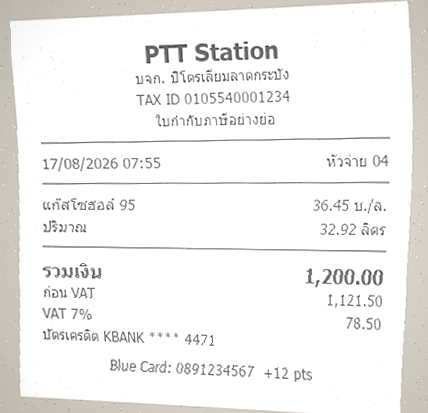 PTT Station
บจก. ปิโตรเลียมลาดกระบัง
TAX ID 0105540001234
ใบกำกับภาษีอย่างย่อ
17/08/2026 07:55 หัวจ่าย 04
แก๊สโซฮอล์ 95 36.45 บ./ล.
ปริมาณ 32.92 ลิตร
รวมเงิน 1,200.00
ก่อน VAT 1,121.50
VAT 7% 78.50
บัตรเครดิต KBANK **** 4471
Blue Card: 0891234567 +12 pts